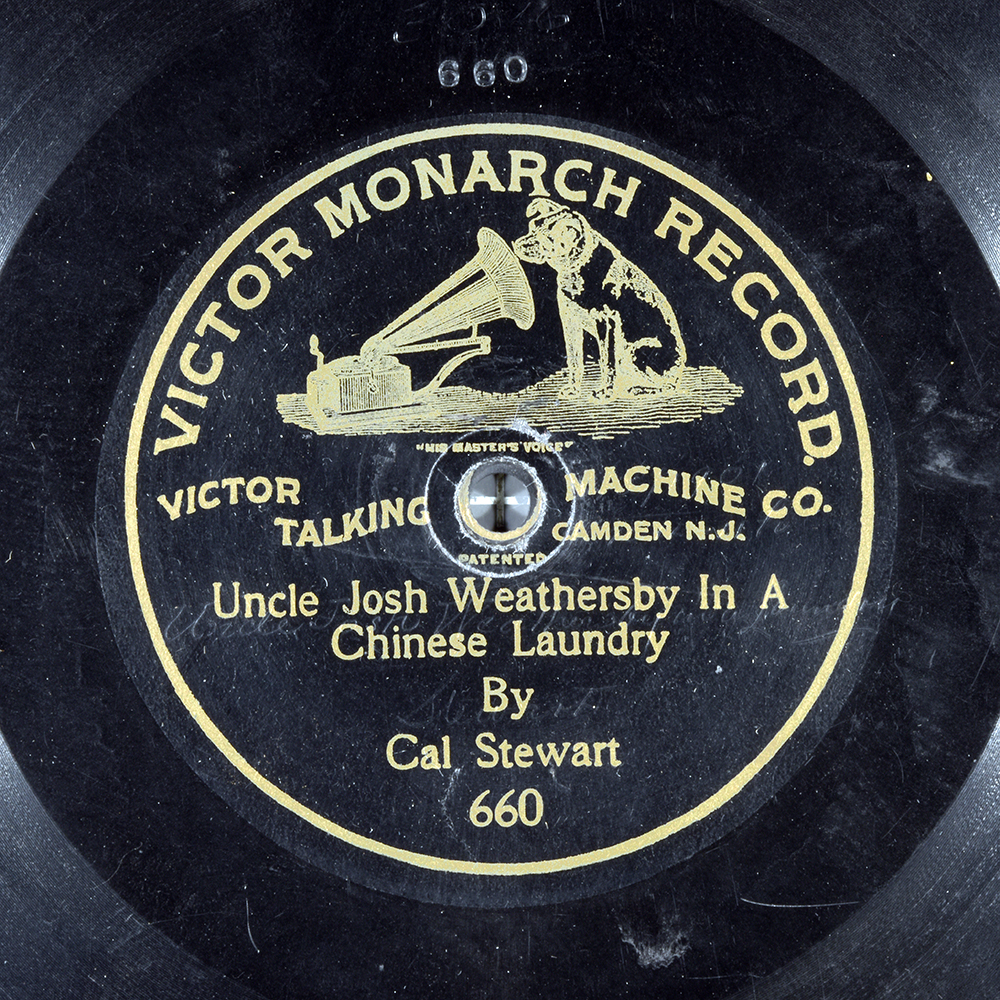 660
VICTOR MONARCH RECORD.
"HIS MASTER'S VOICE"
VICTOR TALKING MACHINE CO.
CAMDEN N.J.
PATENTED
Uncle Josh Weathersby In A
Chinese Laundry
By
Cal Stewart
660